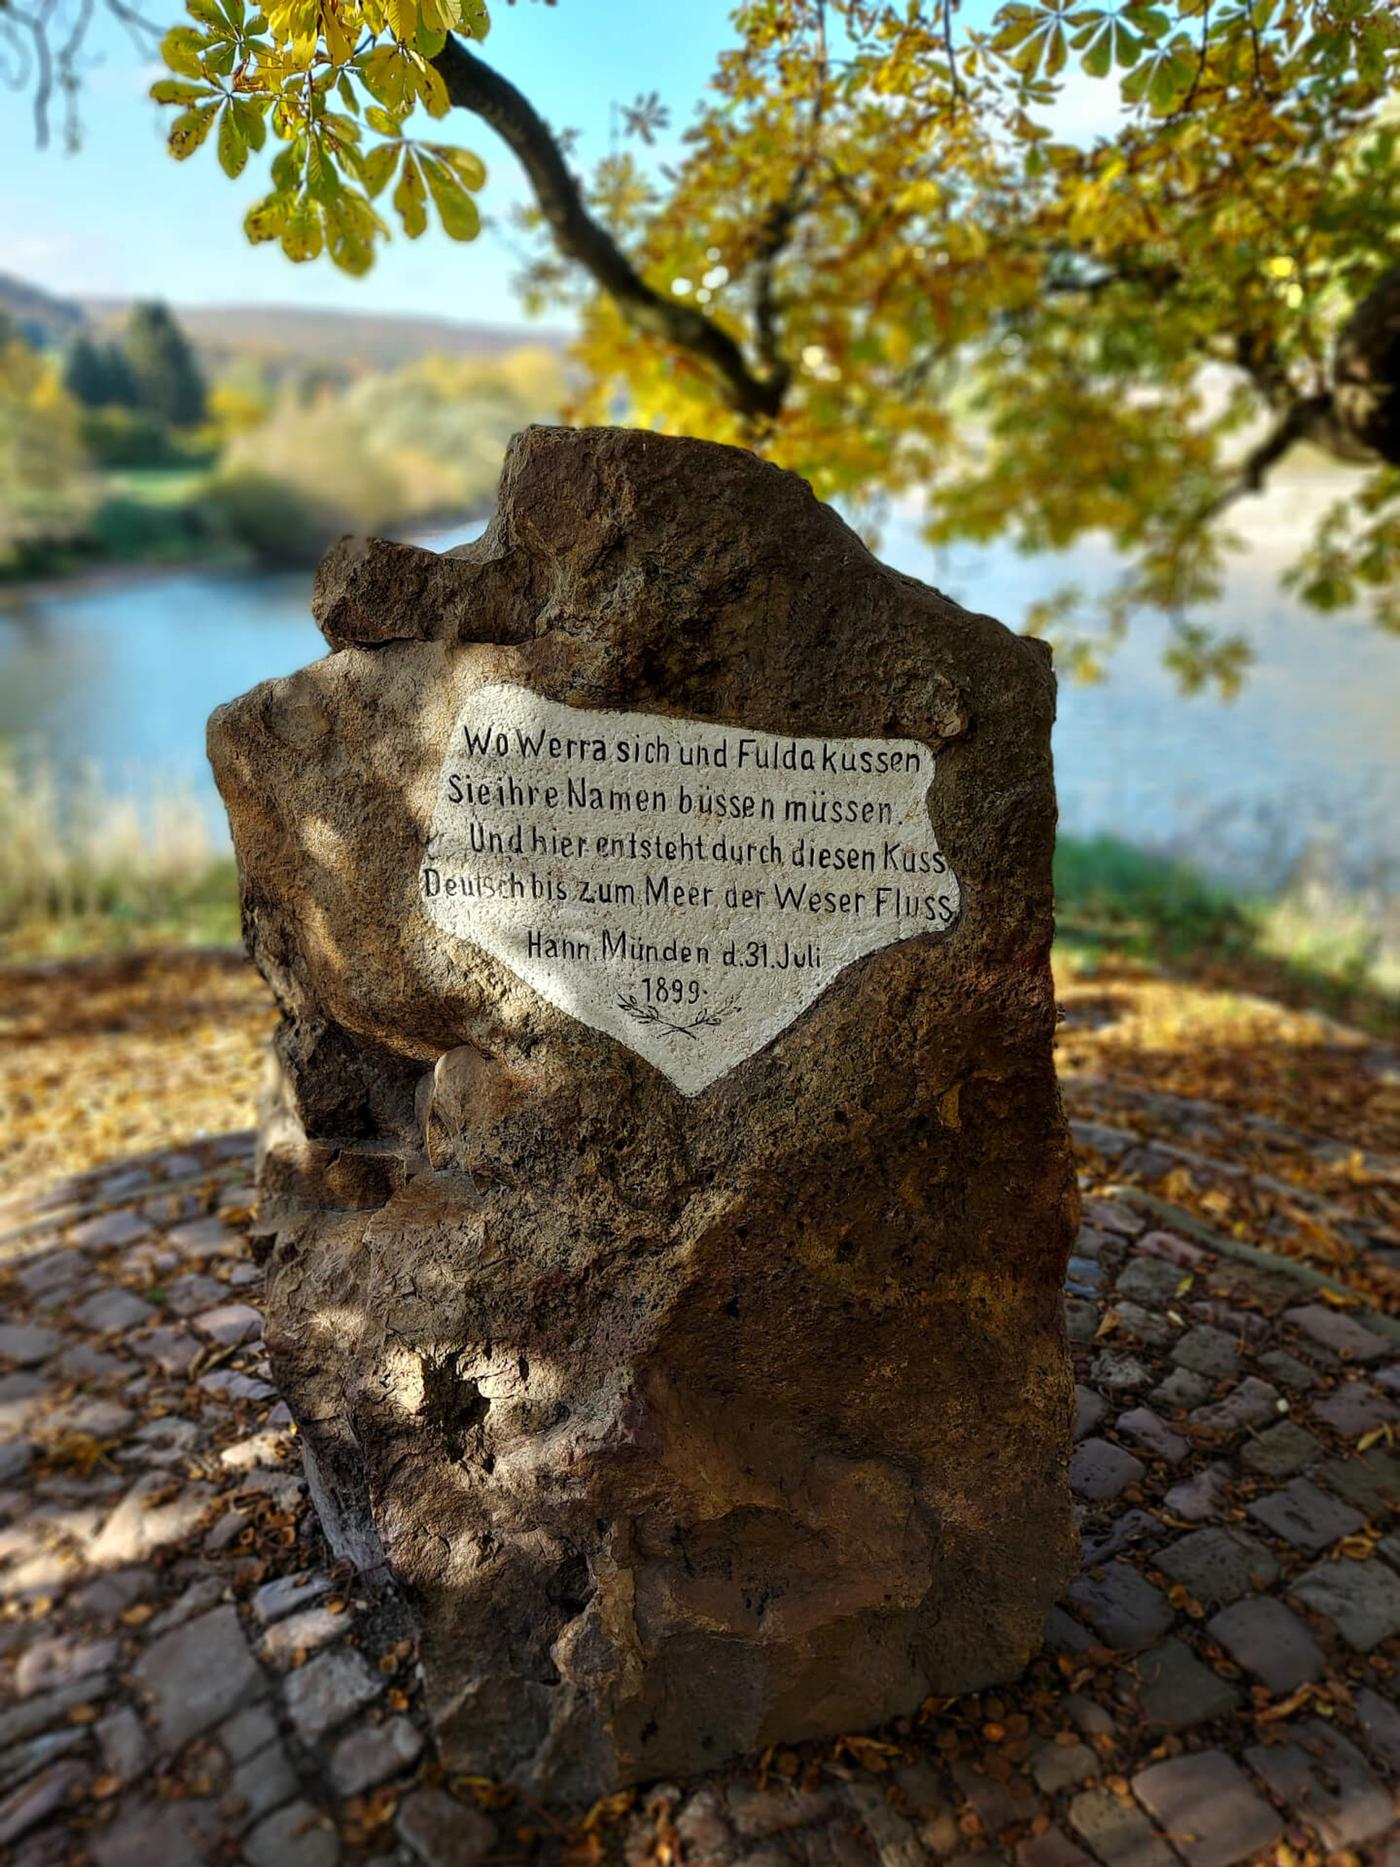 Wo Werra sich und Fulda küssen
Sie ihre Namen büssen müssen.
Und hier entsteht durch diesen Kuss
Deutsch bis zum Meer der Weser Fluss
Hann. Münden d. 31. Juli
1899.